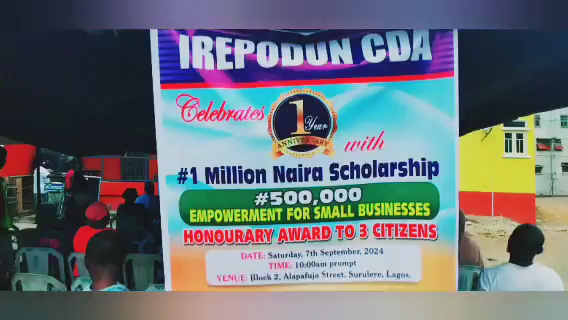 IREPODUN CDA
Celebrates
1
Year
ANNIVERSARY
with
#1 Million Naira Scholarship
#500,000
EMPOWERMENT FOR SMALL BUSINESSES
HONOURARY AWARD TO 3 CITIZENS
DATE: Saturday, 7th September, 2024
TIME: 10:00am prompt
VENUE: Block 2, Alapafuja Street, Surulere, Lagos.